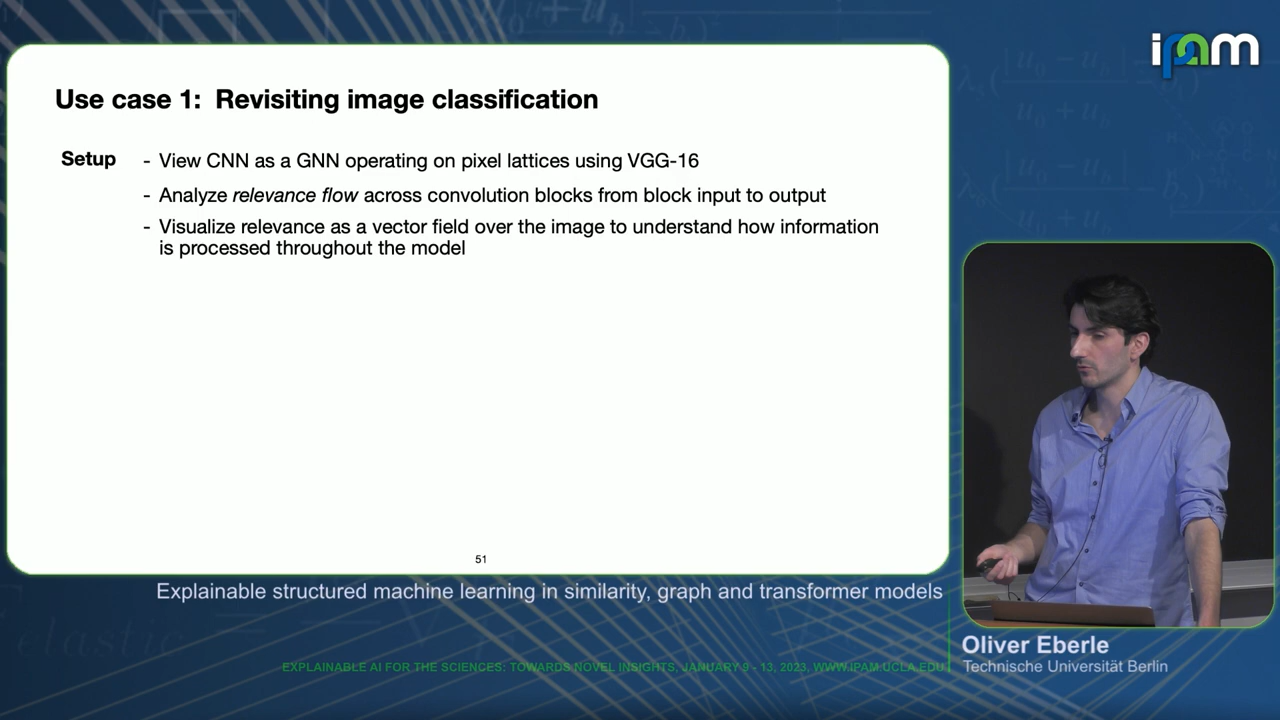 ipam
Use case 1: Revisiting image classification
Setup - View CNN as a GNN operating on pixel lattices using VGG-16
- Analyze relevance flow across convolution blocks from block input to output
- Visualize relevance as a vector field over the image to understand how information
is processed throughout the model
51
Explainable structured machine learning in similarity, graph and transformer models
Oliver Eberle
Technische Universität Berlin
EXPLAINABLE AI FOR THE SCIENCES: TOWARDS NOVEL INSIGHTS, JANUARY 9 - 13, 2023, WWW.IPAM.UCLA.EDU
elastic